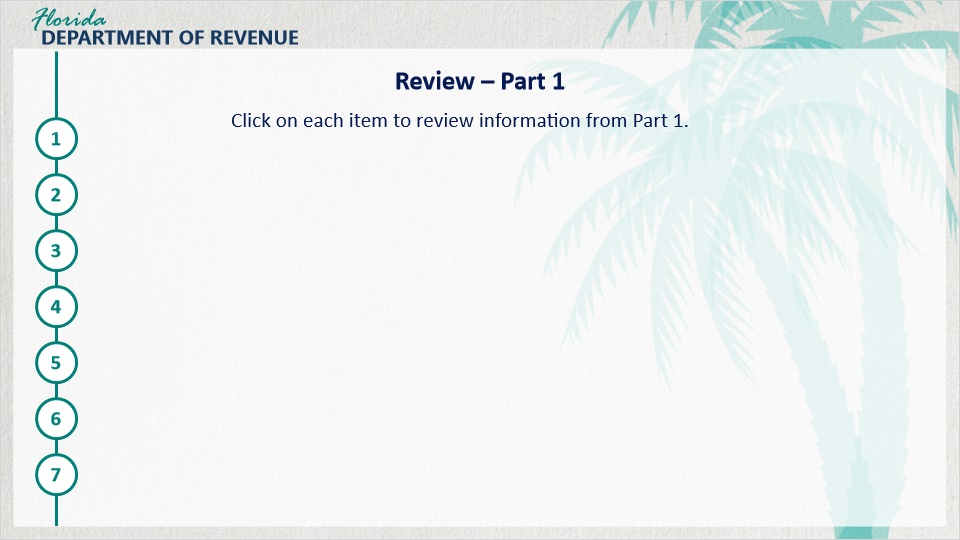 Florida
DEPARTMENT OF REVENUE
Review – Part 1
Click on each item to review information from Part 1.
1
2
3
4
5
6
7